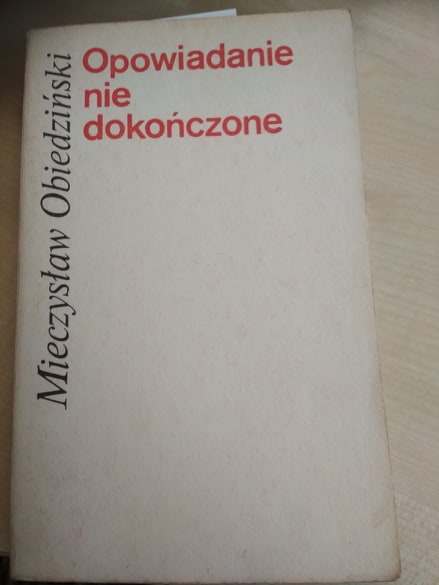 Opowiadanie
nie
dokończone
Mieczysław Obiedziński